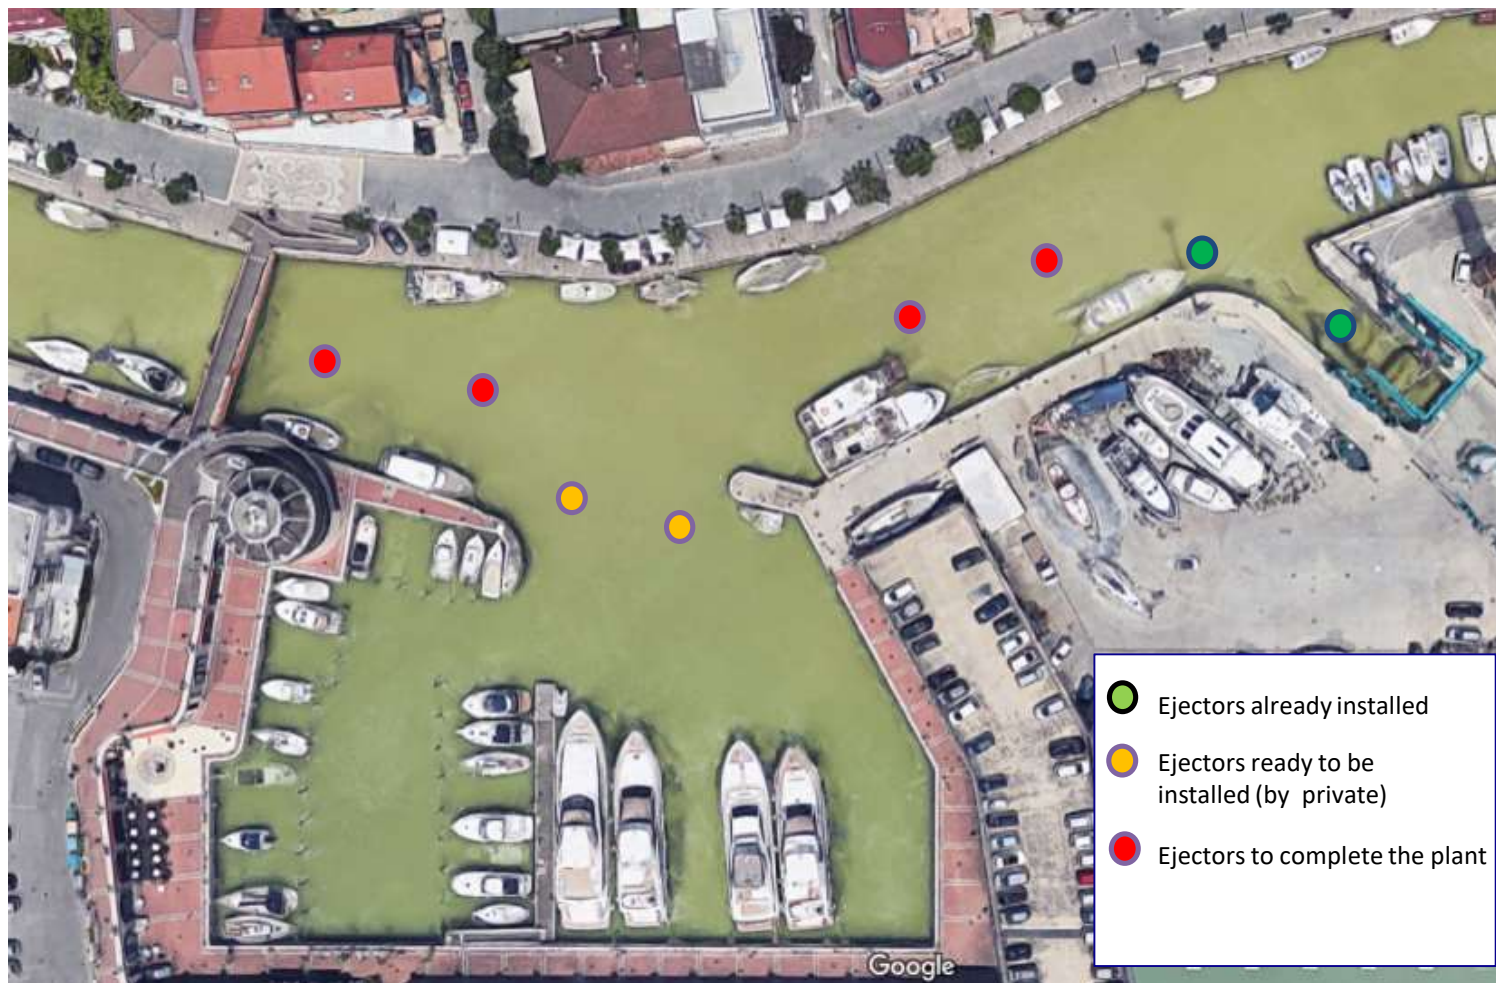 Ejectors already installed
Ejectors ready to be
installed (by private)
Ejectors to complete the plant
Google